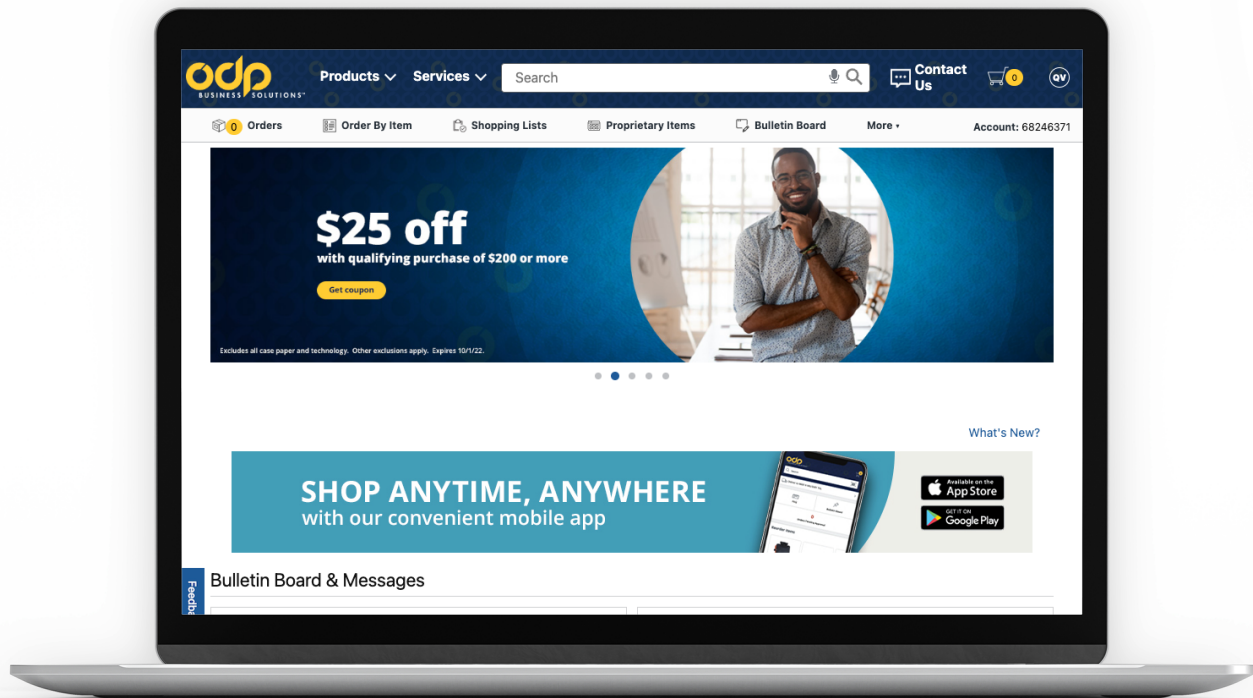 odp
BUSINESS SOLUTIONS™
Products
Services
Search
Contact
Us
0
QV
0 Orders
Order By Item
Shopping Lists
Proprietary Items
Bulletin Board
More
Account: 68246371
$25 off
with qualifying purchase of $200 or more
Get coupon
Excludes all case paper and technology. Other exclusions apply. Expires 10/1/22.
What's New?
SHOP ANYTIME, ANYWHERE
with our convenient mobile app
odp
Available on the
App Store
GET IT ON
Google Play
Bulletin Board & Messages
Feedba